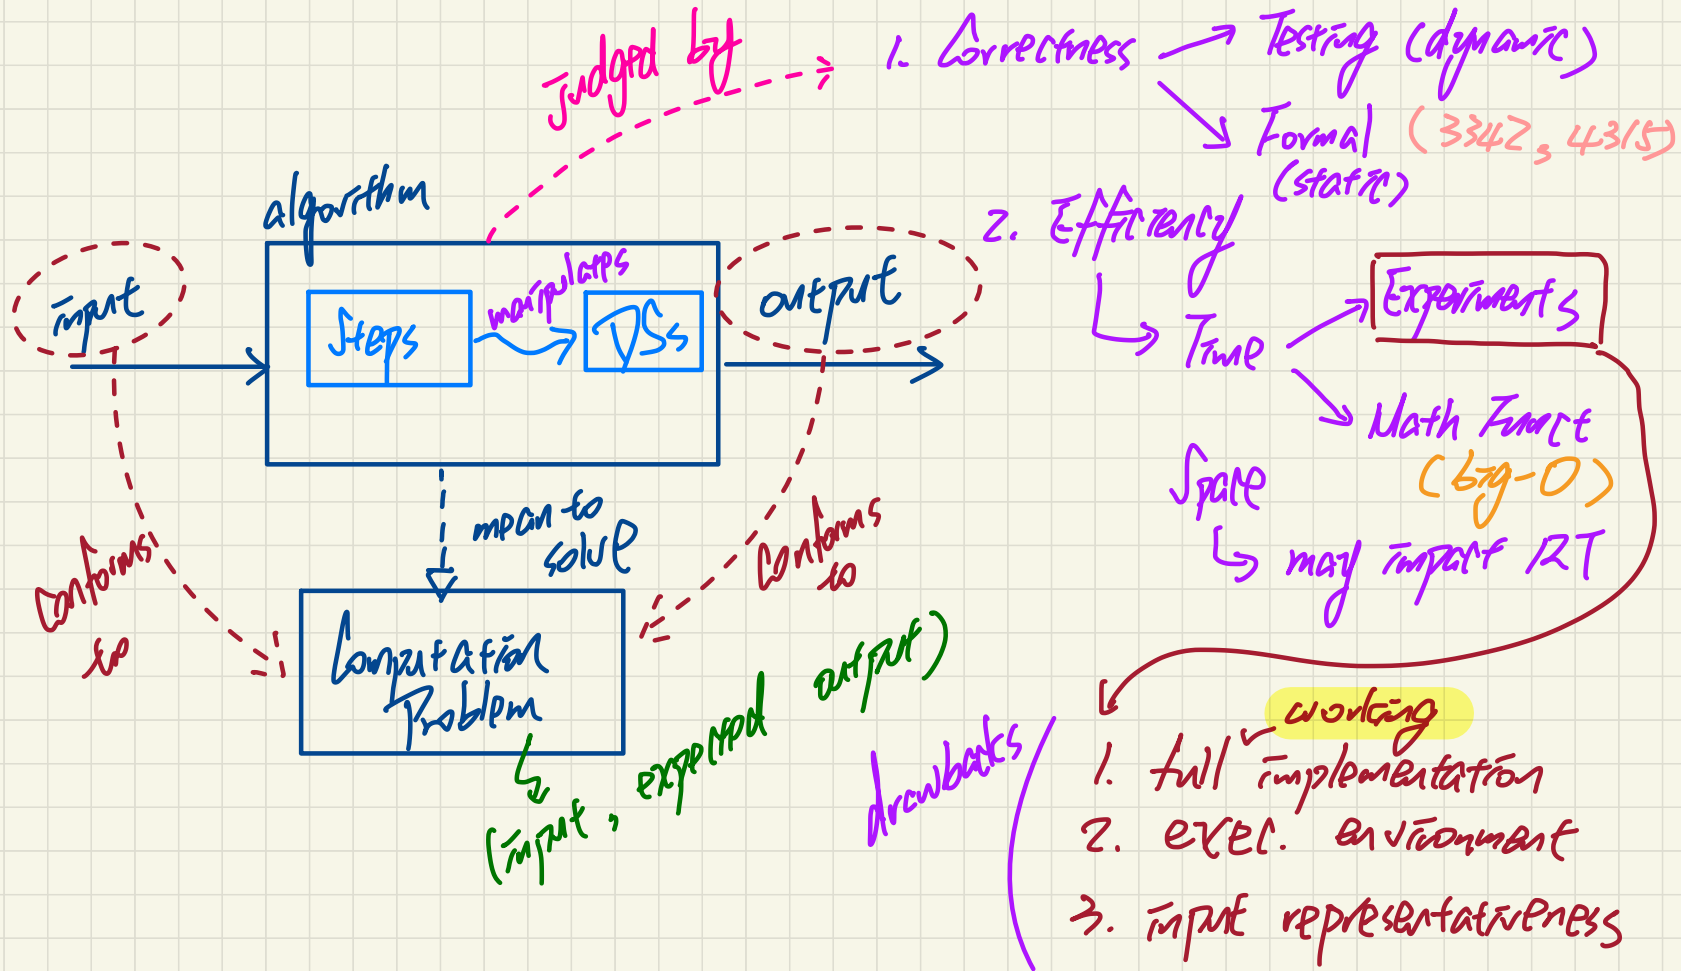 judged by
1. Correctness
Testing (dynamic)
Formal (3342, 4315)
(static)
algorithm
2. Efficiency
input
Steps
manipulates
DSs
output
Time
Experiments
Math Funct
(big-O)
Space
may impact RT
mean to
solve
conforms
to
conforms
to
Computation
Problem
(input, expected output)
drawbacks
working
1. full implementation
2. exec. environment
3. input representativeness